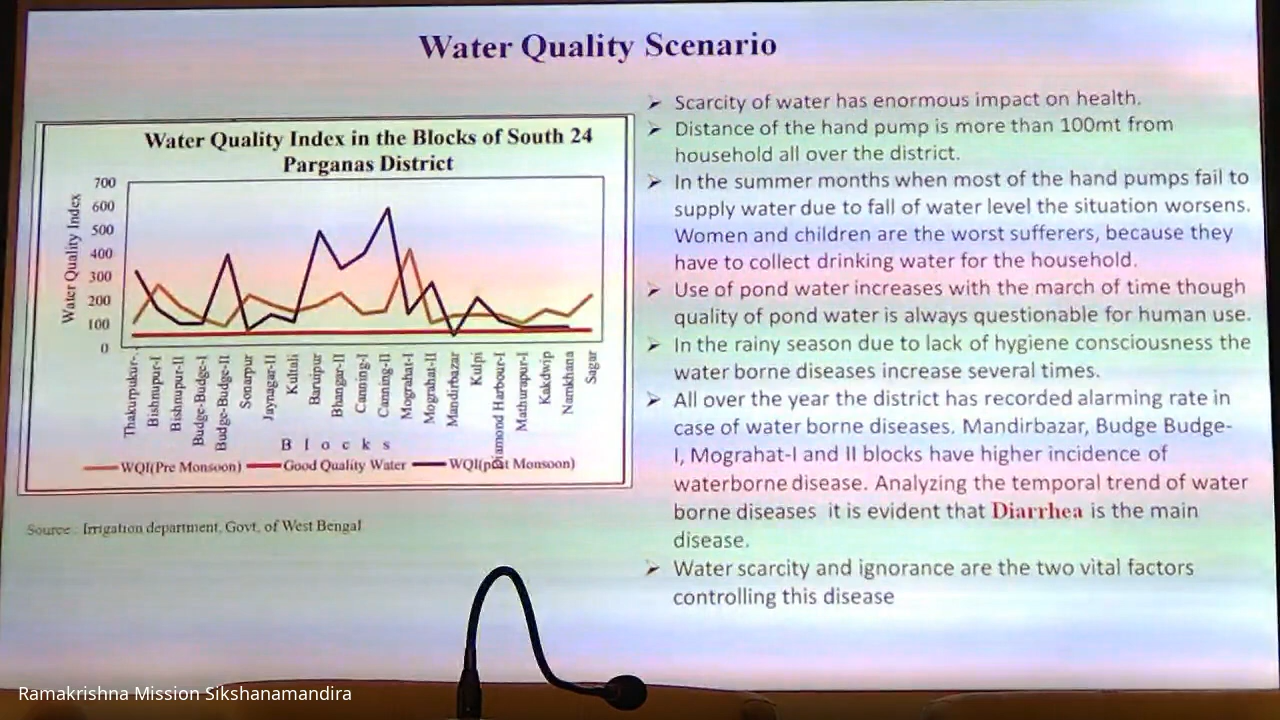 Water Quality Scenario
Water Quality Index in the Blocks of South 24
Parganas District
Water Quality Index
700
600
500
400
300
200
100
0
Thakurpukur-.
Bishnupur-I
Bishnupur-II
Budge-Budge-I
Budge-Budge-II
Sonarpur
Jaynagar-II
Kultali
Baruipur
Bhangar-II
Canning-I
Canning-II
Mograhat-I
Mograhat-II
Mandirbazar
Kulpi
Diamond Harbour-I
Mathurapur-I
Kakdwip
Namkhana
Sagar
Blocks
WQI(Pre Monsoon) Good Quality Water WQI(post Monsoon)
Source : Irrigation department, Govt. of West Bengal
➢ Scarcity of water has enormous impact on health.
➢ Distance of the hand pump is more than 100mt from
household all over the district.
➢ In the summer months when most of the hand pumps fail to
supply water due to fall of water level the situation worsens.
Women and children are the worst sufferers, because they
have to collect drinking water for the household.
➢ Use of pond water increases with the march of time though
quality of pond water is always questionable for human use.
➢ In the rainy season due to lack of hygiene consciousness the
water borne diseases increase several times.
➢ All over the year the district has recorded alarming rate in
case of water borne diseases. Mandirbazar, Budge Budge-
I, Mograhat-I and II blocks have higher incidence of
waterborne disease. Analyzing the temporal trend of water
borne diseases it is evident that Diarrhea is the main
disease.
➢ Water scarcity and ignorance are the two vital factors
controlling this disease
Ramakrishna Mission Sikshanamandira